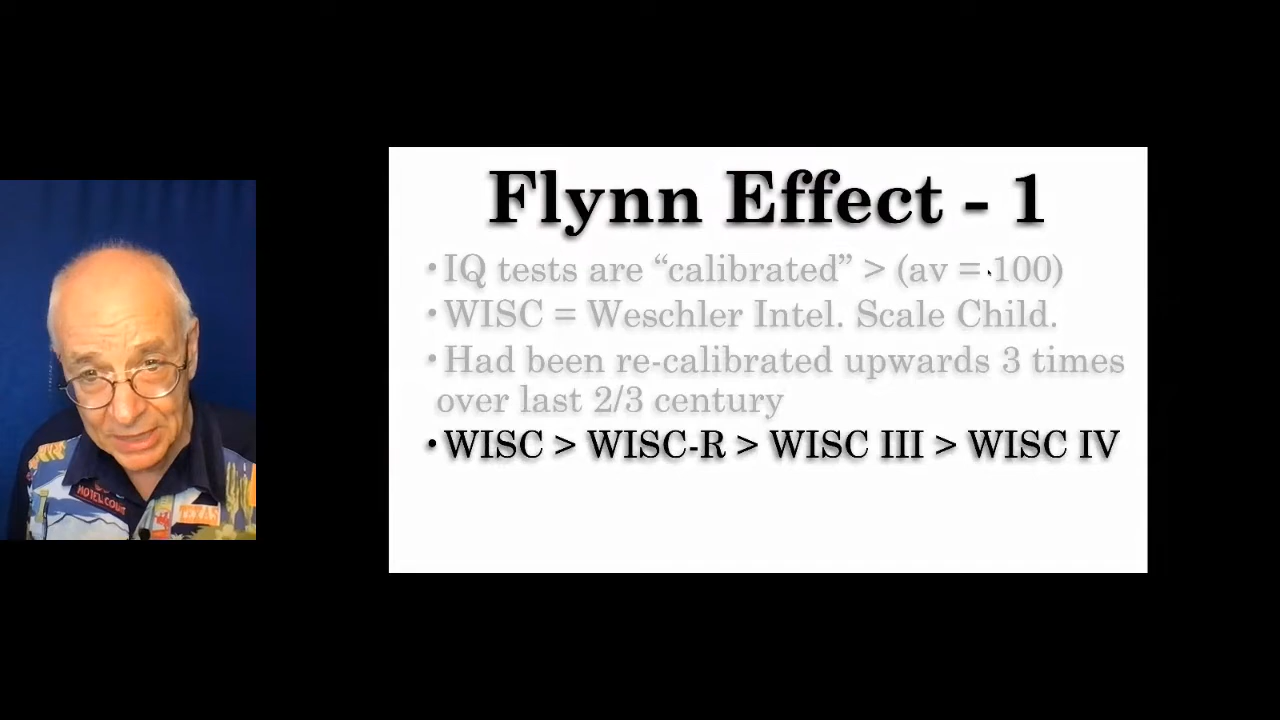 Flynn Effect - 1
•IQ tests are “calibrated” > (av = 100)
•WISC = Weschler Intel. Scale Child.
•Had been re-calibrated upwards 3 times
over last 2/3 century
•WISC > WISC-R > WISC III > WISC IV
TEXAS